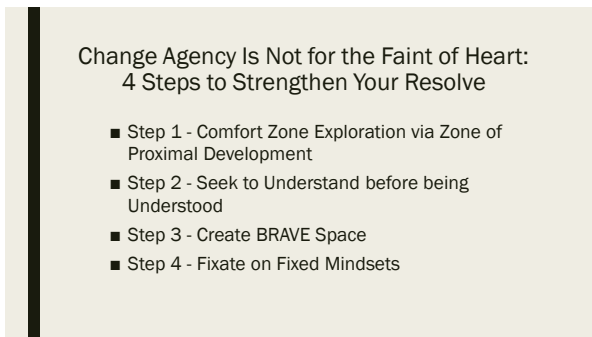 Change Agency Is Not for the Faint of Heart:
4 Steps to Strengthen Your Resolve
■ Step 1 - Comfort Zone Exploration via Zone of
Proximal Development
■ Step 2 - Seek to Understand before being
Understood
■ Step 3 - Create BRAVE Space
■ Step 4 - Fixate on Fixed Mindsets